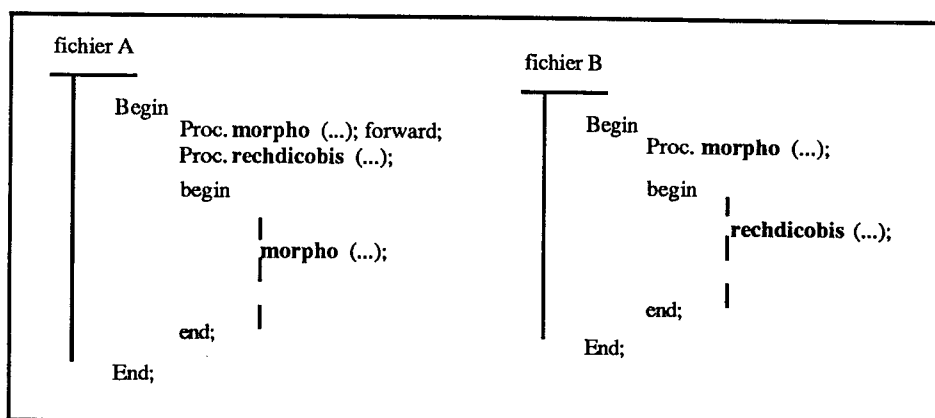 fichier A
Begin
Proc. morpho (...); forward;
Proc. rechdicobis (...);
begin
morpho (...);
end;
End;
fichier B
Begin
Proc. morpho (...);
begin
rechdicobis (...);
end;
End;